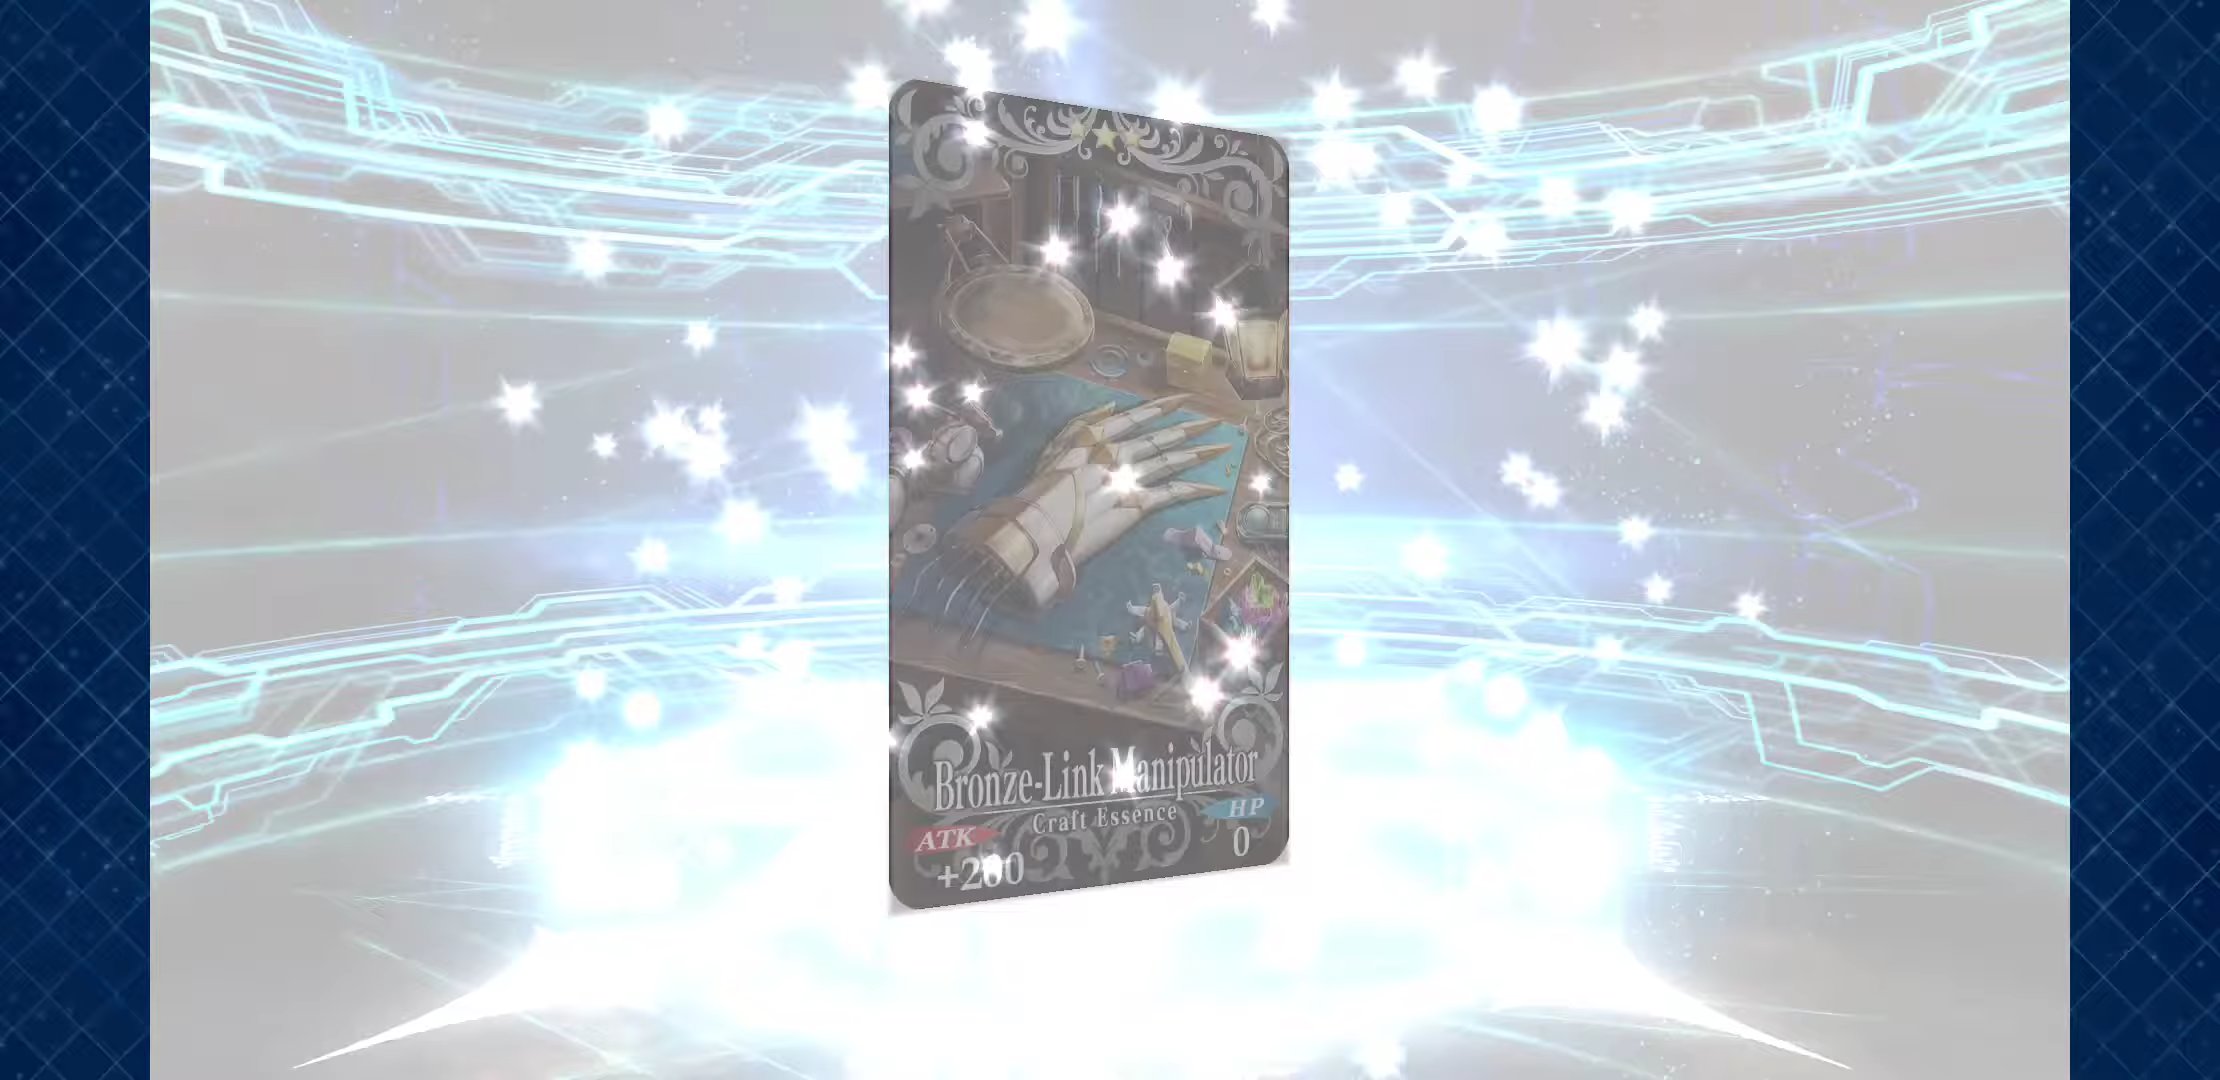 Bronze-Link Manipulator
Craft Essence
ATK
+200
HP
0